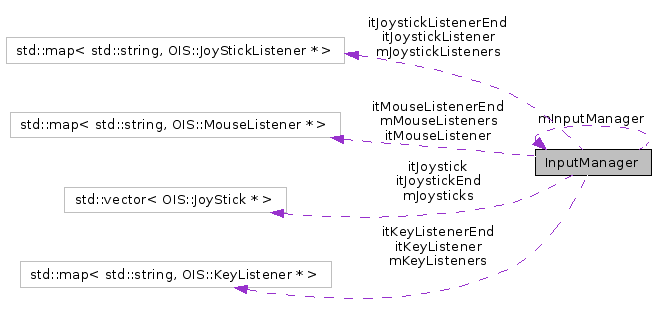 itJoystickListenerEnd
itJoystickListener
mJoystickListeners
std::map< std::string, OIS::JoyStickListener * >
itMouseListenerEnd
mMouseListeners
itMouseListener
mInputManager
std::map< std::string, OIS::MouseListener * >
InputManager
itJoystick
itJoystickEnd
mJoysticks
std::vector< OIS::JoyStick * >
itKeyListenerEnd
itKeyListener
mKeyListeners
std::map< std::string, OIS::KeyListener * >